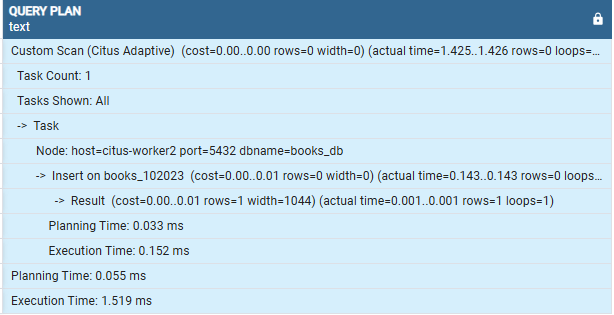 QUERY PLAN
text
Custom Scan (Citus Adaptive) (cost=0.00..0.00 rows=0 width=0) (actual time=1.425..1.426 rows=0 loops=...
Task Count: 1
Tasks Shown: All
-> Task
Node: host=citus-worker2 port=5432 dbname=books_db
-> Insert on books_102023 (cost=0.00..0.01 rows=0 width=0) (actual time=0.143..0.143 rows=0 loops...
-> Result (cost=0.00..0.01 rows=1 width=1044) (actual time=0.001..0.001 rows=1 loops=1)
Planning Time: 0.033 ms
Execution Time: 0.152 ms
Planning Time: 0.055 ms
Execution Time: 1.519 ms